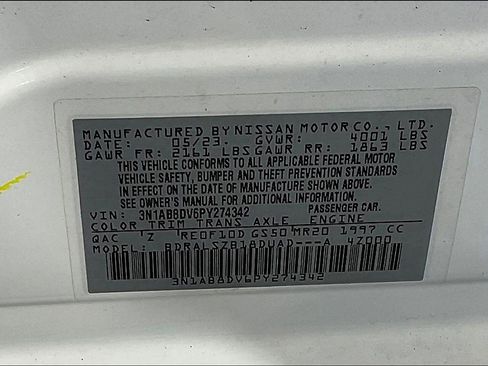 MANUFACTURED BY NISSAN MOTOR CO., LTD.
DATE: 05/23 GVWR: 4001 LBS
GAWR FR: 2161 LBS GAWR RR: 1863 LBS
THIS VEHICLE CONFORMS TO ALL APPLICABLE FEDERAL MOTOR
VEHICLE SAFETY, BUMPER AND THEFT PREVENTION STANDARDS
IN EFFECT ON THE DATE OF MANUFACTURE SHOWN ABOVE.
SEE OWNER'S MANUAL FOR ADDITIONAL INFORMATION.
VIN: 3N1AB8DV6PY274342 PASSENGER CAR.
COLOR TRIM TRANS AXLE ENGINE
QAC 'Z RE0F10D GS50 MR20 1997 CC
MODEL: BDRALSZB18DUAD---A 47000
3N1AB8DV6PY274342